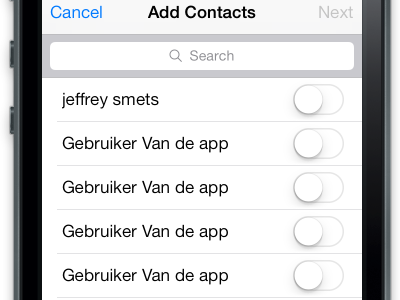 Cancel Add Contacts Next
Search
jeffrey smets
Gebruiker Van de app
Gebruiker Van de app
Gebruiker Van de app
Gebruiker Van de app